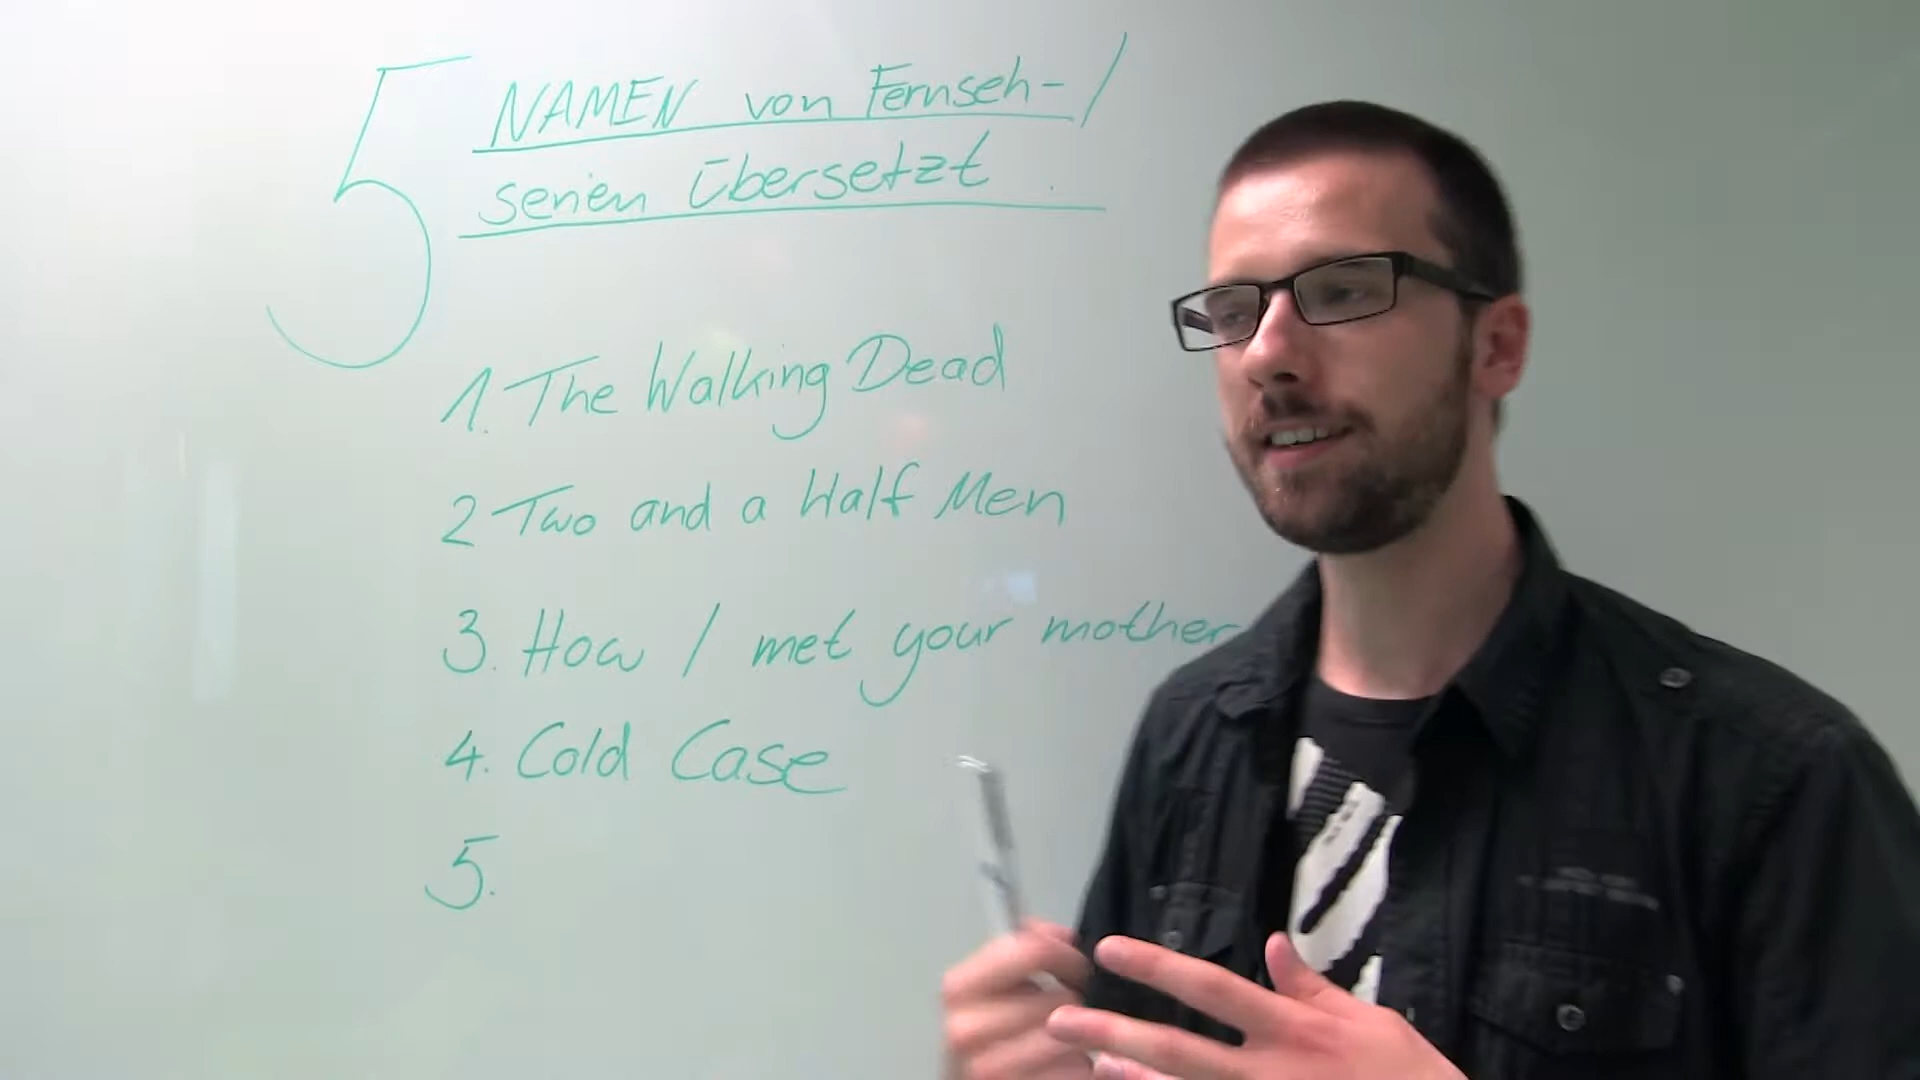 5 NAMEN von Fernseh-/
serien übersetzt
1. The Walking Dead
2 Two and a Half Men
3. How I met your mother
4. Cold Case
5.